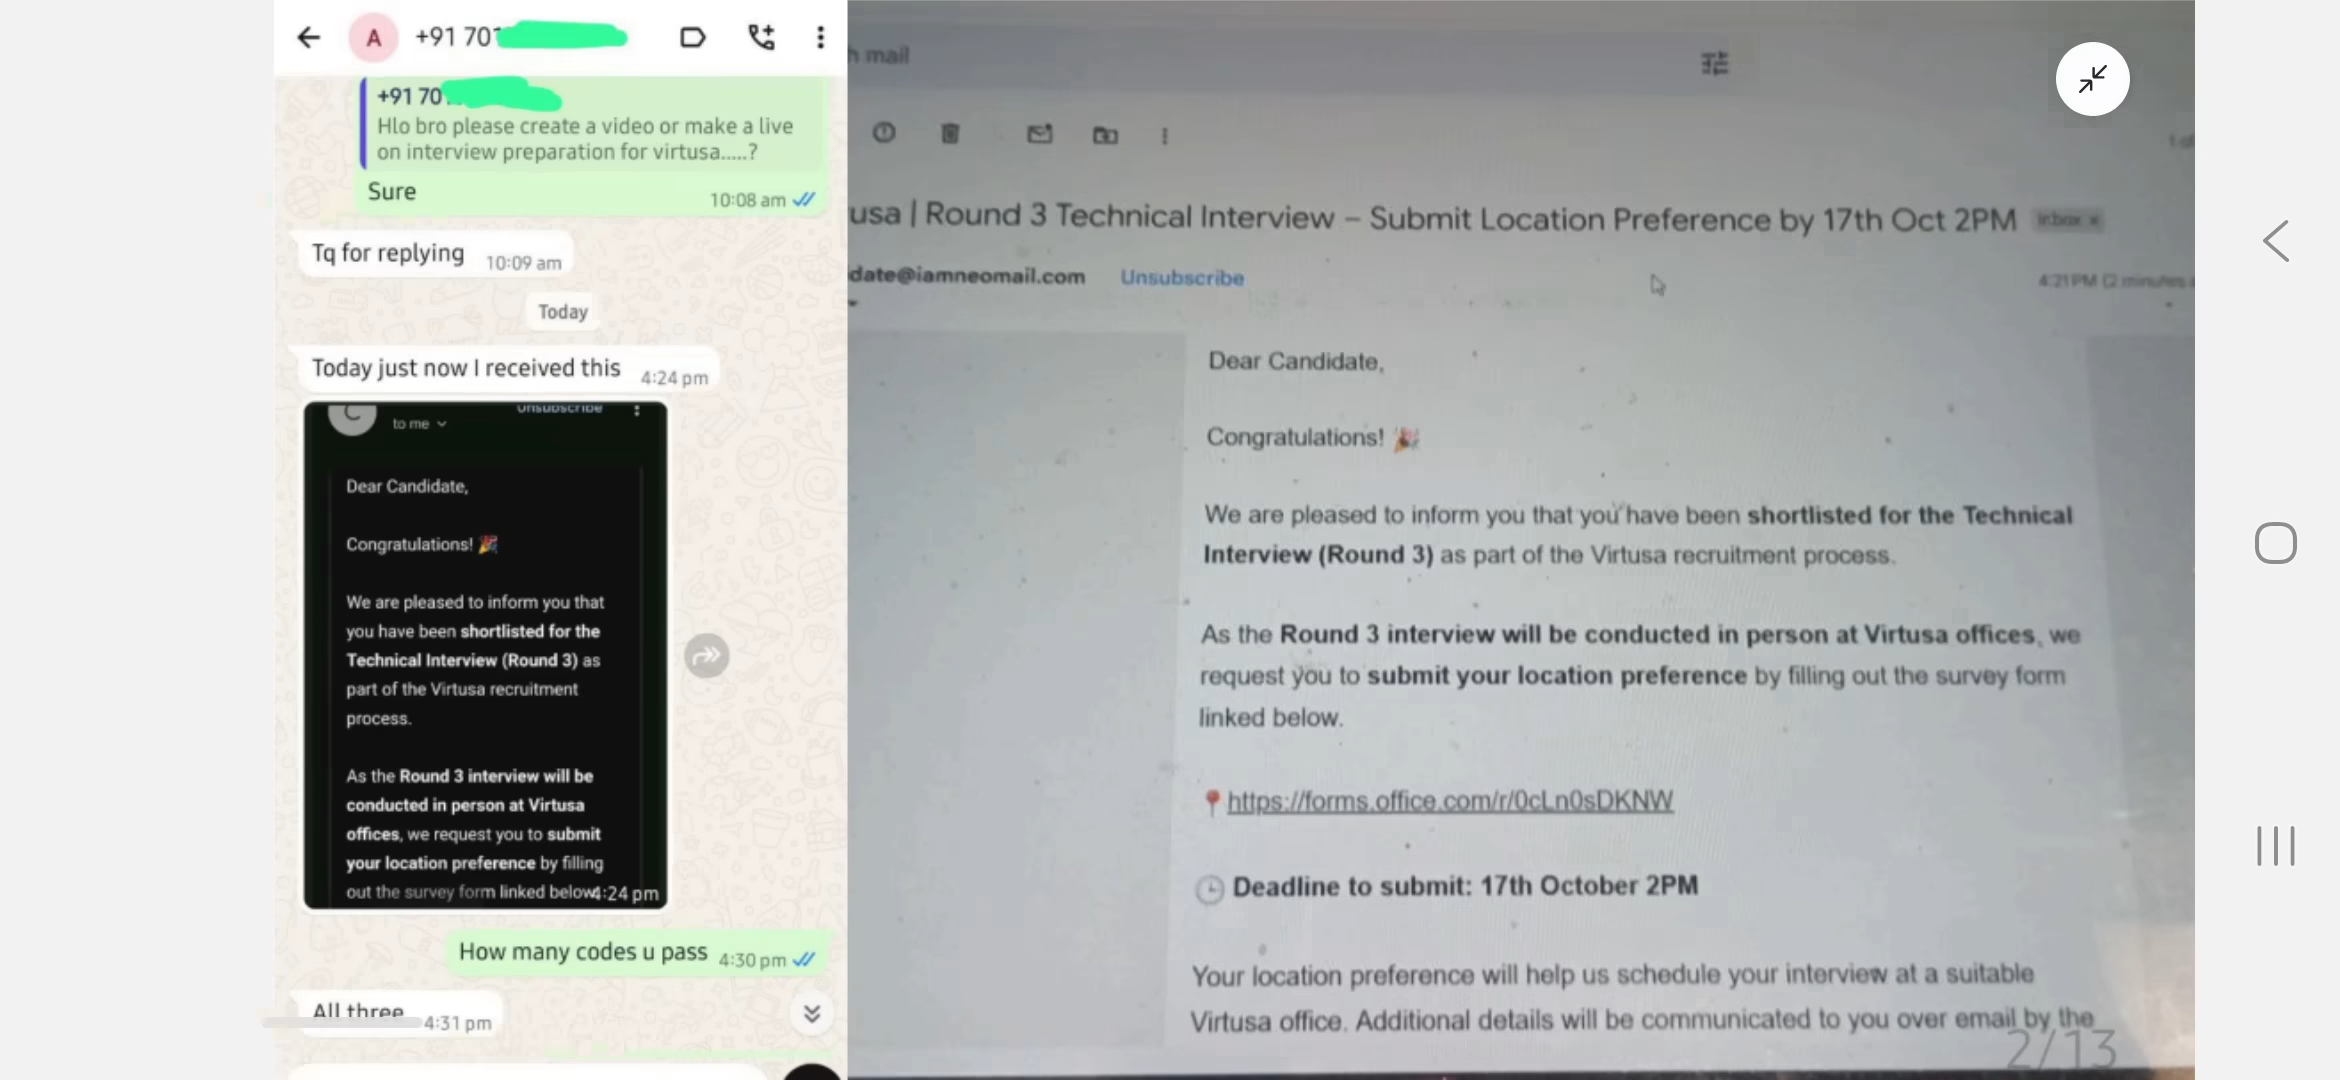 A
+91 70
+91 70
Hlo bro please create a video or make a live
on interview preparation for virtusa.....?
Sure
10:08 am
Tq for replying
10:09 am
Today
Today just now I received this
4:24 pm
C
Unsubscribe
to me
Dear Candidate,
Congratulations! 🎉
We are pleased to inform you that
you have been shortlisted for the
Technical Interview (Round 3) as
part of the Virtusa recruitment
process.
As the Round 3 interview will be
conducted in person at Virtusa
offices, we request you to submit
your location preference by filling
out the survey form linked below
4:24 pm
How many codes u pass
4:30 pm
All three
4:31 pm
h mail
usa | Round 3 Technical Interview – Submit Location Preference by 17th Oct 2PM
Inbox x
date@iamneomail.com Unsubscribe
4:21 PM (2 minutes
Dear Candidate,
Congratulations! 🎉
We are pleased to inform you that you have been shortlisted for the Technical
Interview (Round 3) as part of the Virtusa recruitment process.
As the Round 3 interview will be conducted in person at Virtusa offices, we
request you to submit your location preference by filling out the survey form
linked below.
📍 https://forms.office.com/r/0cLn0sDKNW
🕒 Deadline to submit: 17th October 2PM
Your location preference will help us schedule your interview at a suitable
Virtusa office. Additional details will be communicated to you over email by the
2/13